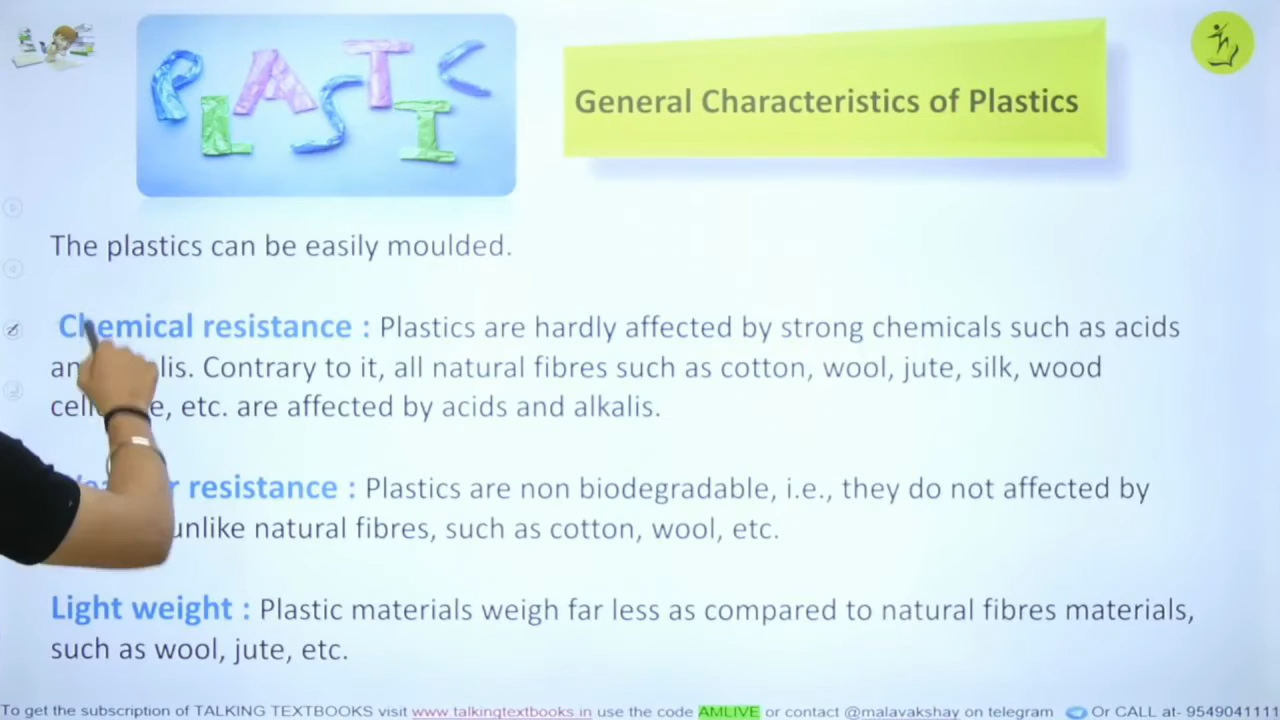 PLASTIC
General Characteristics of Plastics
The plastics can be easily moulded.
Chemical resistance : Plastics are hardly affected by strong chemicals such as acids
lis. Contrary to it, all natural fibres such as cotton, wool, jute, silk, wood
etc. are affected by acids and alkalis.
resistance : Plastics are non biodegradable, i.e., they do not affected by
unlike natural fibres, such as cotton, wool, etc.
Light weight : Plastic materials weigh far less as compared to natural fibres materials,
such as wool, jute, etc.
To get the subscription of TALKING TEXTBOOKS visit www.talkingtextbooks.in use the code AMLIVE or contact @malavakshay on telegram Or CALL at- 9549041111